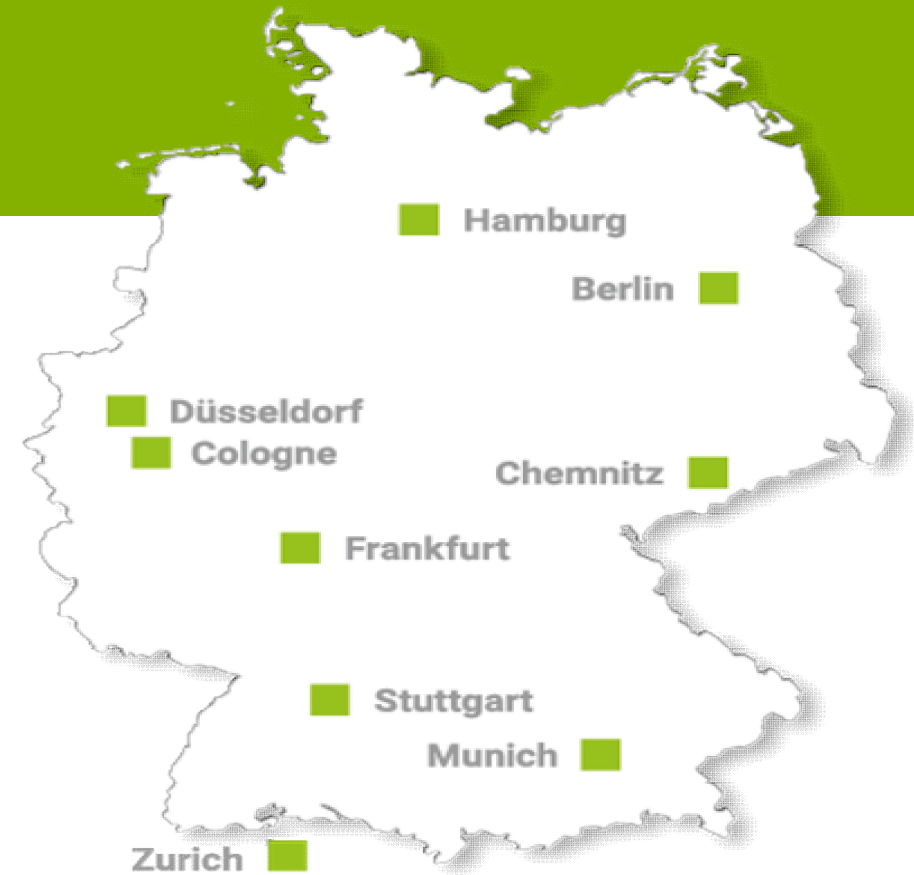 Hamburg
Berlin
Düsseldorf
Cologne
Chemnitz
Frankfurt
Stuttgart
Munich
Zurich